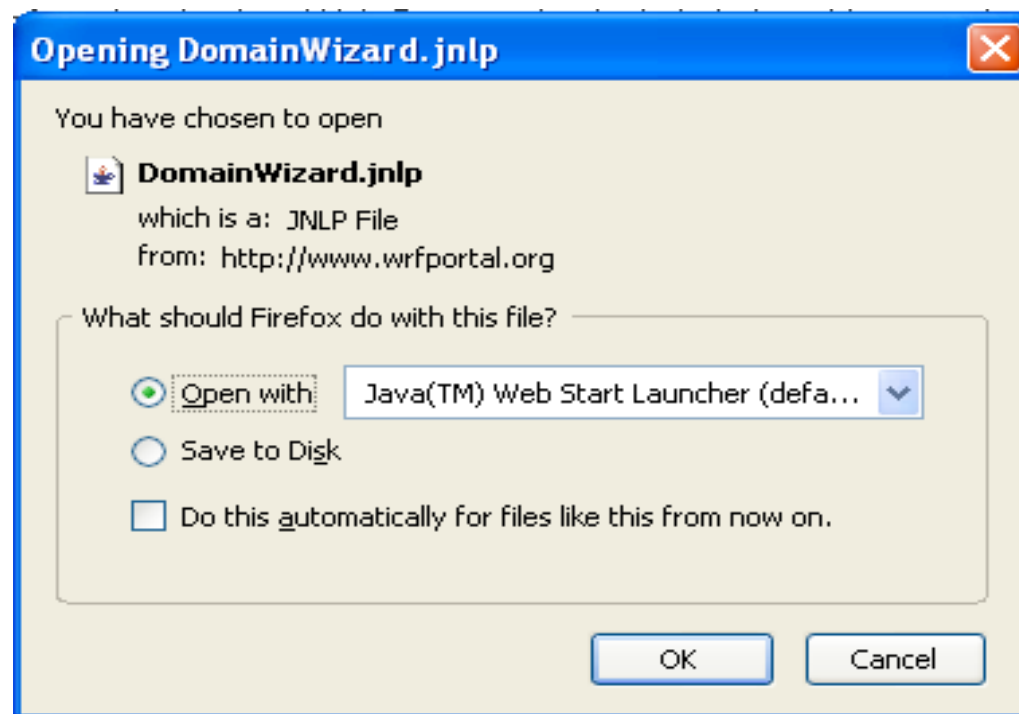 Opening DomainWizard.jnlp
You have chosen to open
DomainWizard.jnlp
which is a: JNLP File
from: http://www.wrfportal.org
What should Firefox do with this file?
Open with Java(TM) Web Start Launcher (defa...
Save to Disk
Do this automatically for files like this from now on.
OK Cancel